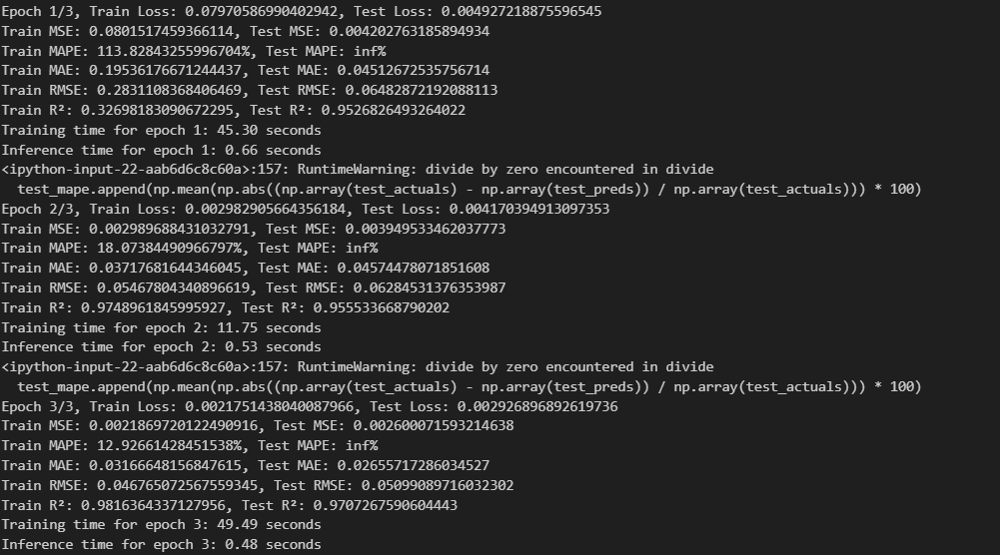 Epoch 1/3, Train Loss: 0.07970586990402942, Test Loss: 0.004927218875596545
Train MSE: 0.0801517459366114, Test MSE: 0.004202763185894934
Train MAPE: 113.82843255996704%, Test MAPE: inf%
Train MAE: 0.19536176671244437, Test MAE: 0.04512672535756714
Train RMSE: 0.2831108368406469, Test RMSE: 0.06482872192088113
Train R²: 0.32698183090672295, Test R²: 0.9526826493264022
Training time for epoch 1: 45.30 seconds
Inference time for epoch 1: 0.66 seconds
<ipython-input-22-aab6d6c8c60a>:157: RuntimeWarning: divide by zero encountered in divide
  test_mape.append(np.mean(np.abs((np.array(test_actuals) - np.array(test_preds)) / np.array(test_actuals))) * 100)
Epoch 2/3, Train Loss: 0.002982905664356184, Test Loss: 0.004170394913097353
Train MSE: 0.002989688431032791, Test MSE: 0.003949533462037773
Train MAPE: 18.07384490966797%, Test MAPE: inf%
Train MAE: 0.03717681644346045, Test MAE: 0.04574478071851608
Train RMSE: 0.05467804340896619, Test RMSE: 0.06284531376353987
Train R²: 0.9748961845995927, Test R²: 0.955533668790202
Training time for epoch 2: 11.75 seconds
Inference time for epoch 2: 0.53 seconds
<ipython-input-22-aab6d6c8c60a>:157: RuntimeWarning: divide by zero encountered in divide
  test_mape.append(np.mean(np.abs((np.array(test_actuals) - np.array(test_preds)) / np.array(test_actuals))) * 100)
Epoch 3/3, Train Loss: 0.0021751438040087966, Test Loss: 0.002926896892619736
Train MSE: 0.0021869720122490916, Test MSE: 0.002600071593214638
Train MAPE: 12.92661428451538%, Test MAPE: inf%
Train MAE: 0.03166648156847615, Test MAE: 0.02655717286034527
Train RMSE: 0.046765072567559345, Test RMSE: 0.05099089716032302
Train R²: 0.9816364337127956, Test R²: 0.9707267590604443
Training time for epoch 3: 49.49 seconds
Inference time for epoch 3: 0.48 seconds